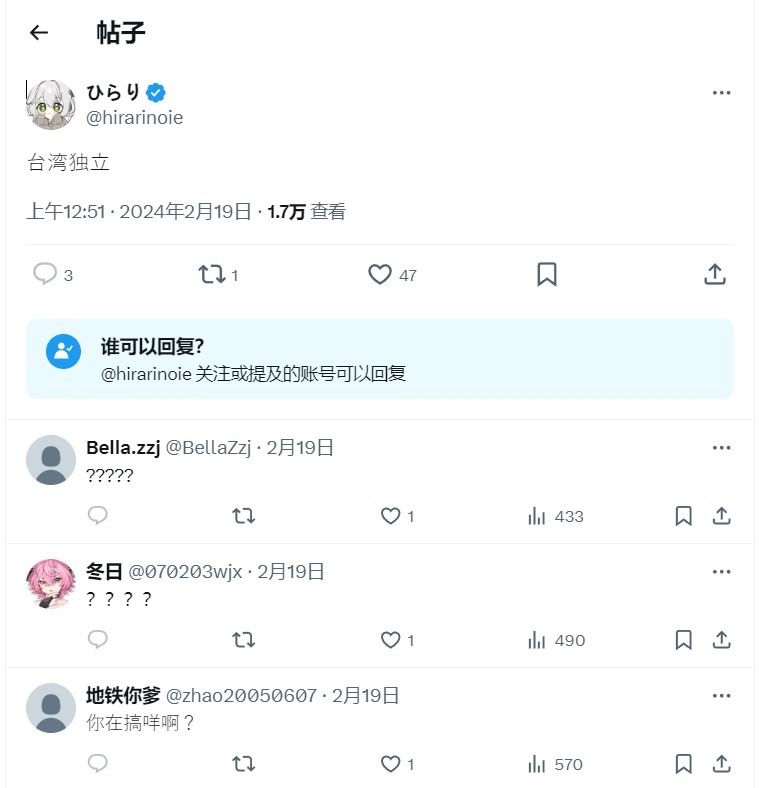 帖子
ひらり
@hirarinoie
台湾独立
上午12:51 · 2024年2月19日 · 1.7万 查看
3 1 47
谁可以回复？
@hirarinoie 关注或提及的账号可以回复
Bella.zzj @BellaZzj · 2月19日
?????
1 433
冬日 @070203wjx · 2月19日
？？？？
1 490
地铁你爹 @zhao20050607 · 2月19日
你在搞咩啊？
1 570